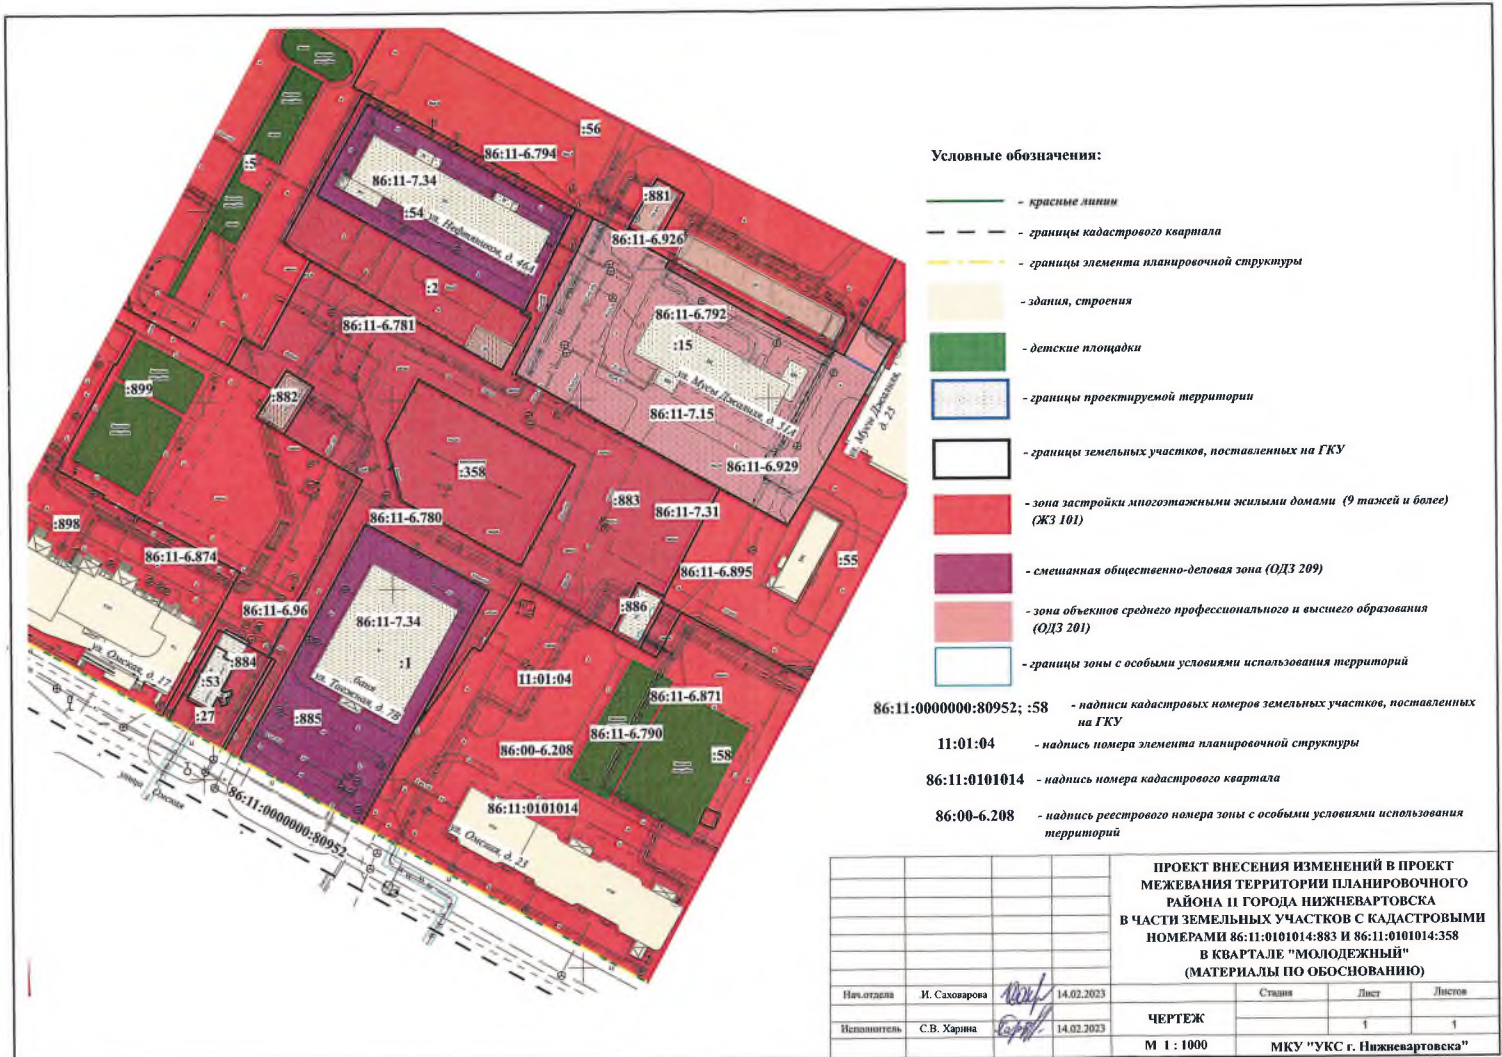 :56
86:11-6.794
:5
86:11-7.34
:881
:54
ул. Нефтяников, д. 46А
86:11-6.926
:2
86:11-6.792
86:11-6.781
:15
ул. Мусы Джалиля, д. 31А
ул. Мусы Джалиля,
д. 23
:899
:882
86:11-7.15
86:11-6.929
:358
:883
86:11-7.31
86:11-6.780
:898
86:11-6.874
:55
86:11-6.895
86:11-6.96
:886
86:11-7.34
:1
баня
ул. Таежная, д. 7В
ул. Омская, д. 17
:884
:53
:27
:885
11:01:04
86:11-6.871
86:11-6.790
86:00-6.208
:58
86:11:0101014
ул. Омская, д. 23
улица Омская
86:11:0000000:80952
Условные обозначения:
- красные линии
- границы кадастрового квартала
- границы элемента планировочной структуры
- здания, строения
- детские площадки
- границы проектируемой территории
- границы земельных участков, поставленных на ГКУ
- зона застройки многоэтажными жилыми домами (9 тажей и более)
(ЖЗ 101)
- смешанная общественно-деловая зона (ОДЗ 209)
- зона объектов среднего профессионального и высшего образования
(ОДЗ 201)
- границы зоны с особыми условиями использования территорий
86:11:0000000:80952; :58 - надписи кадастровых номеров земельных участков, поставленных
на ГКУ
11:01:04 - надпись номера элемента планировочной структуры
86:11:0101014 - надпись номера кадастрового квартала
86:00-6.208 - надпись реестрового номера зоны с особыми условиями использования
территорий
ПРОЕКТ ВНЕСЕНИЯ ИЗМЕНЕНИЙ В ПРОЕКТ
МЕЖЕВАНИЯ ТЕРРИТОРИИ ПЛАНИРОВОЧНОГО
РАЙОНА 11 ГОРОДА НИЖНЕВАРТОВСКА
В ЧАСТИ ЗЕМЕЛЬНЫХ УЧАСТКОВ С КАДАСТРОВЫМИ
НОМЕРАМИ 86:11:0101014:883 И 86:11:0101014:358
В КВАРТАЛЕ "МОЛОДЕЖНЫЙ"
(МАТЕРИАЛЫ ПО ОБОСНОВАНИЮ)
Нач.отдела И. Саховарова 14.02.2023
Стадия Лист Листов
Исполнитель С.В. Харина 14.02.2023
ЧЕРТЕЖ 1 1
М 1 : 1000 МКУ "УКС г. Нижневартовска"